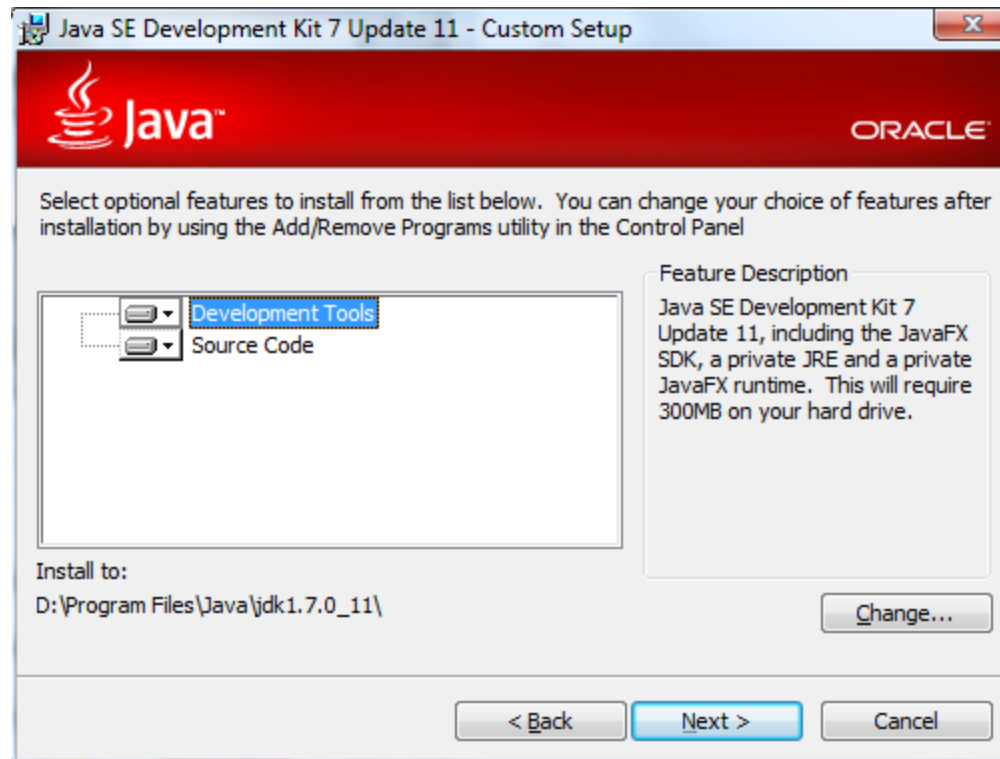 Java SE Development Kit 7 Update 11 - Custom Setup
Java™
ORACLE®
Select optional features to install from the list below.  You can change your choice of features after
installation by using the Add/Remove Programs utility in the Control Panel
Development Tools
Source Code
Feature Description
Java SE Development Kit 7
Update 11, including the JavaFX
SDK, a private JRE and a private
JavaFX runtime.  This will require
300MB on your hard drive.
Install to:
D:\Program Files\Java\jdk1.7.0_11\
Change...
< Back
Next >
Cancel